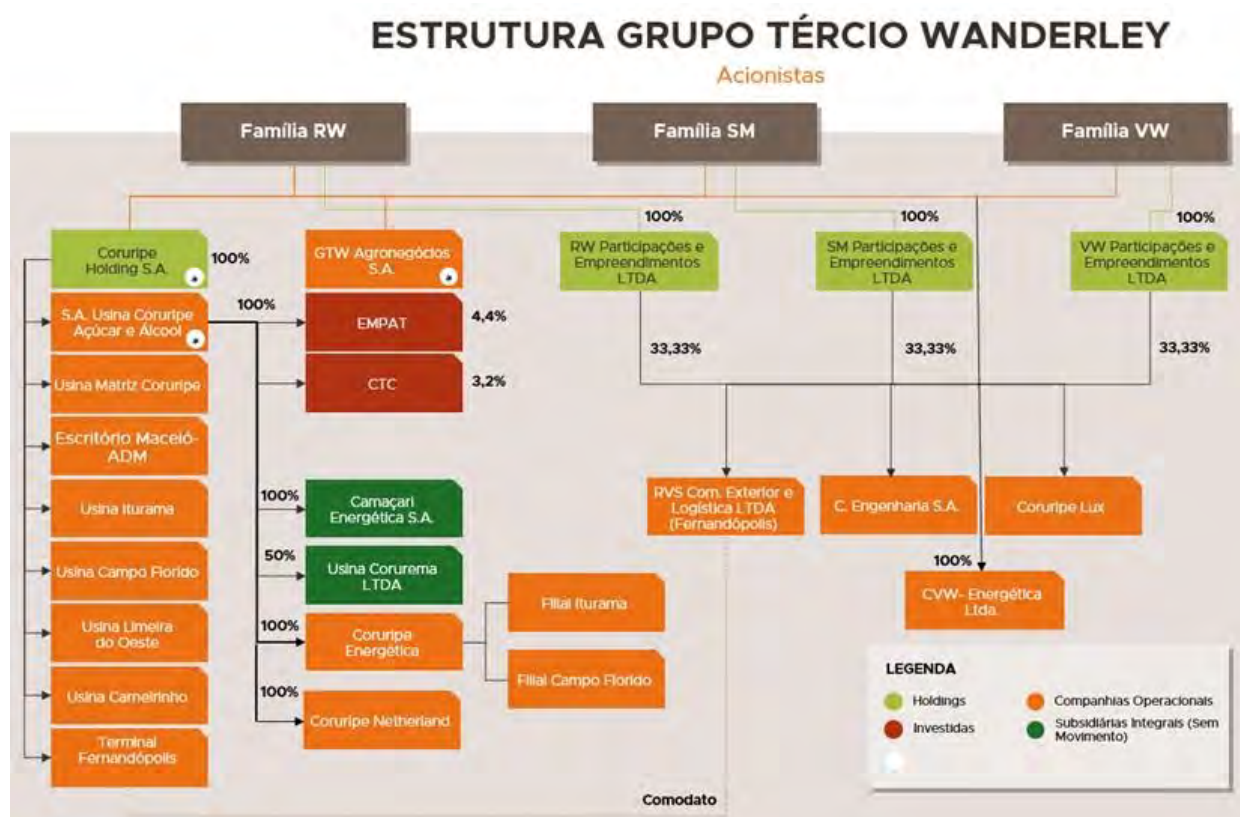 ESTRUTURA GRUPO TÉRCIO WANDERLEY
Acionistas
Família RW
Família SM
Família VW
100%
100%
100%
Coruripe
Holding S.A.
100%
GTW Agronegócios
S.A.
RW Participações e
Empreendimentos
LTDA
SM Participações e
Empreendimentos
LTDA
VW Participações e
Empreendimentos
LTDA
S.A. Usina Coruripe
Açúcar e Álcool
100%
EMPAT
4,4%
33,33%
33,33%
33,33%
Usina Matriz Coruripe
CTC
3,2%
Escritório Maceió-
ADM
Usina Iturama
100%
Camaçari
Energética S.A.
RVS Com. Exterior e
Logística LTDA
(Fernandópolis)
C. Engenharia S.A.
Coruripe Lux
Usina Campo Florido
50%
Usina Corurema
LTDA
100%
CVW- Energética
Ltda.
Usina Limeira
do Oeste
100%
Coruripe
Energética
Filial Iturama
Filial Campo Florido
Usina Carneirinho
100%
Coruripe Netherland
Terminal
Fernandópolis
LEGENDA
Holdings
Companhias Operacionais
Investidas
Subsidiárias Integrais (Sem
Movimento)
Comodato